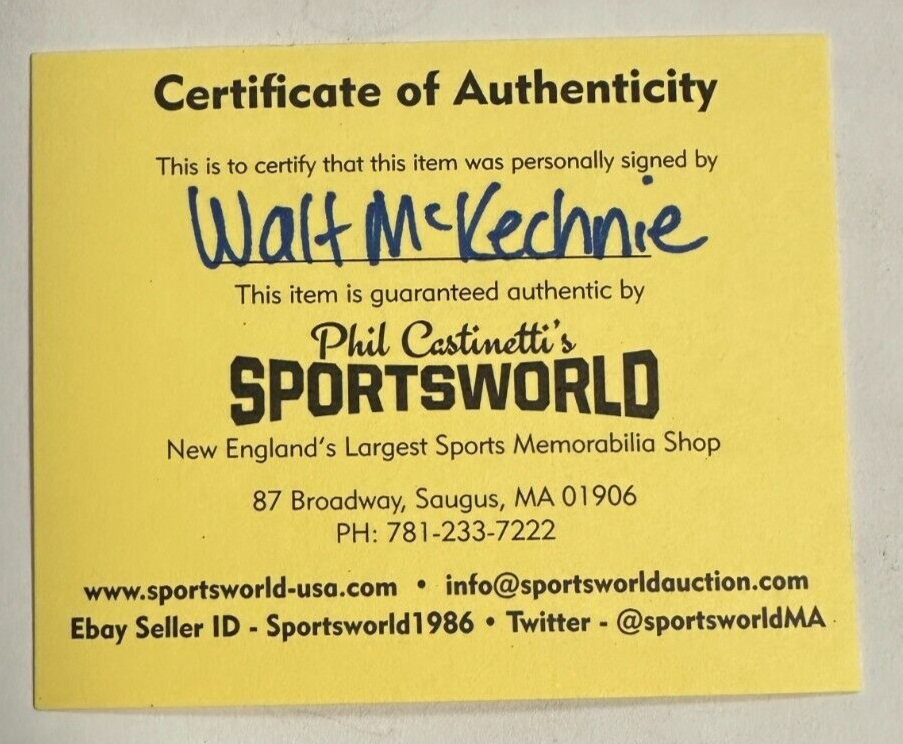 Certificate of Authenticity
This is to certify that this item was personally signed by
Walt McKechnie
This item is guaranteed authentic by
Phil Castinetti's
SPORTSWORLD
New England's Largest Sports Memorabilia Shop
87 Broadway, Saugus, MA 01906
PH: 781-233-7222
www.sportsworld-usa.com • info@sportsworldauction.com
Ebay Seller ID - Sportsworld1986 • Twitter - @sportsworldMA